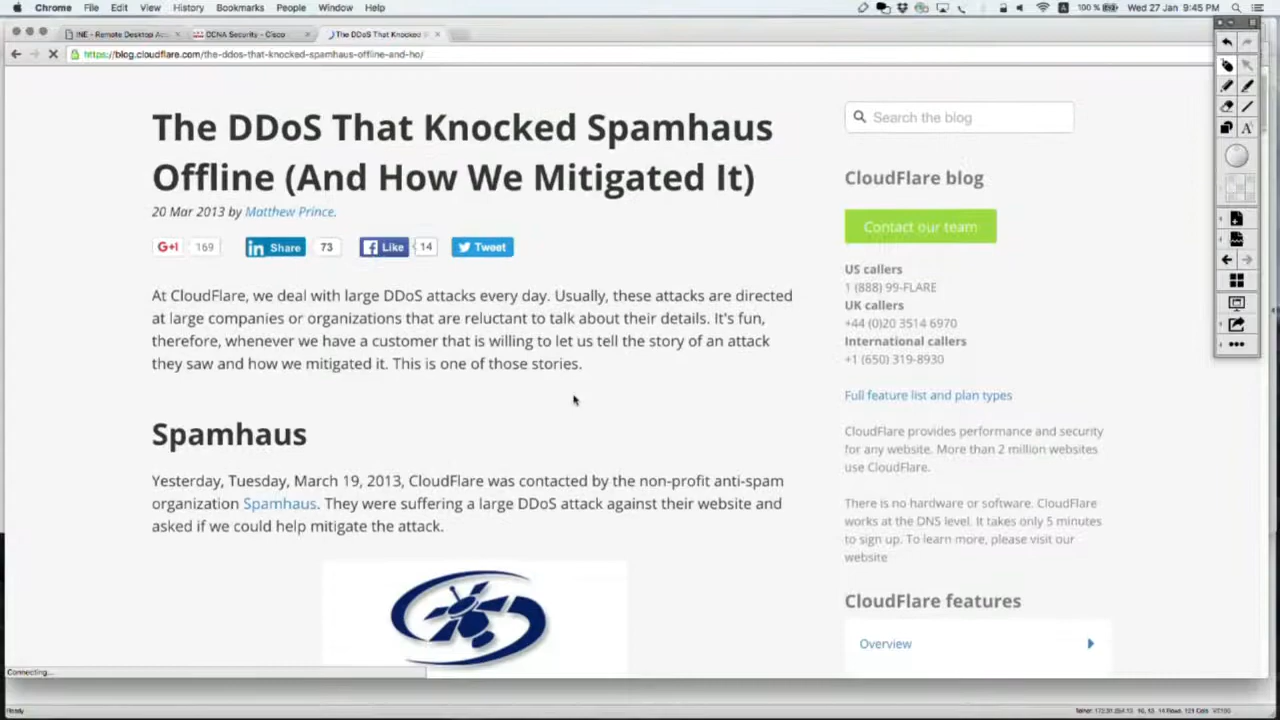 Chrome File Edit View History Bookmarks People Window Help 100% Wed 27 Jan 9:45 PM
INE - Remote Desktop Acc
CCNA Security - Cisco
The DDoS That Knocked S
https://blog.cloudflare.com/the-ddos-that-knocked-spamhaus-offline-and-ho/
The DDoS That Knocked Spamhaus
Offline (And How We Mitigated It)
20 Mar 2013 by Matthew Prince.
G+1 169 in Share 73 Like 14 Tweet
At CloudFlare, we deal with large DDoS attacks every day. Usually, these attacks are directed
at large companies or organizations that are reluctant to talk about their details. It's fun,
therefore, whenever we have a customer that is willing to let us tell the story of an attack
they saw and how we mitigated it. This is one of those stories.
Spamhaus
Yesterday, Tuesday, March 19, 2013, CloudFlare was contacted by the non-profit anti-spam
organization Spamhaus. They were suffering a large DDoS attack against their website and
asked if we could help mitigate the attack.
Search the blog
CloudFlare blog
Contact our team
US callers
1 (888) 99-FLARE
UK callers
+44 (0)20 3514 6970
International callers
+1 (650) 319-8930
Full feature list and plan types
CloudFlare provides performance and security
for any website. More than 2 million websites
use CloudFlare.
There is no hardware or software. CloudFlare
works at the DNS level. It takes only 5 minutes
to sign up. To learn more, please visit our
website
CloudFlare features
Overview
Connecting...
Ready